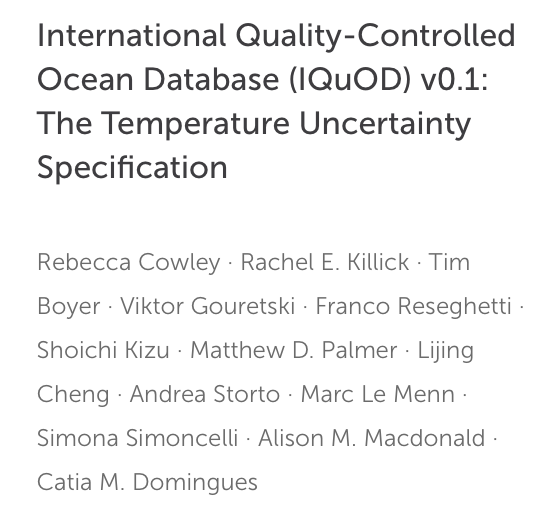 International Quality-Controlled
Ocean Database (IQuOD) v0.1:
The Temperature Uncertainty
Specification
Rebecca Cowley · Rachel E. Killick · Tim
Boyer · Viktor Gouretski · Franco Reseghetti ·
Shoichi Kizu · Matthew D. Palmer · Lijing
Cheng · Andrea Storto · Marc Le Menn ·
Simona Simoncelli · Alison M. Macdonald ·
Catia M. Domingues